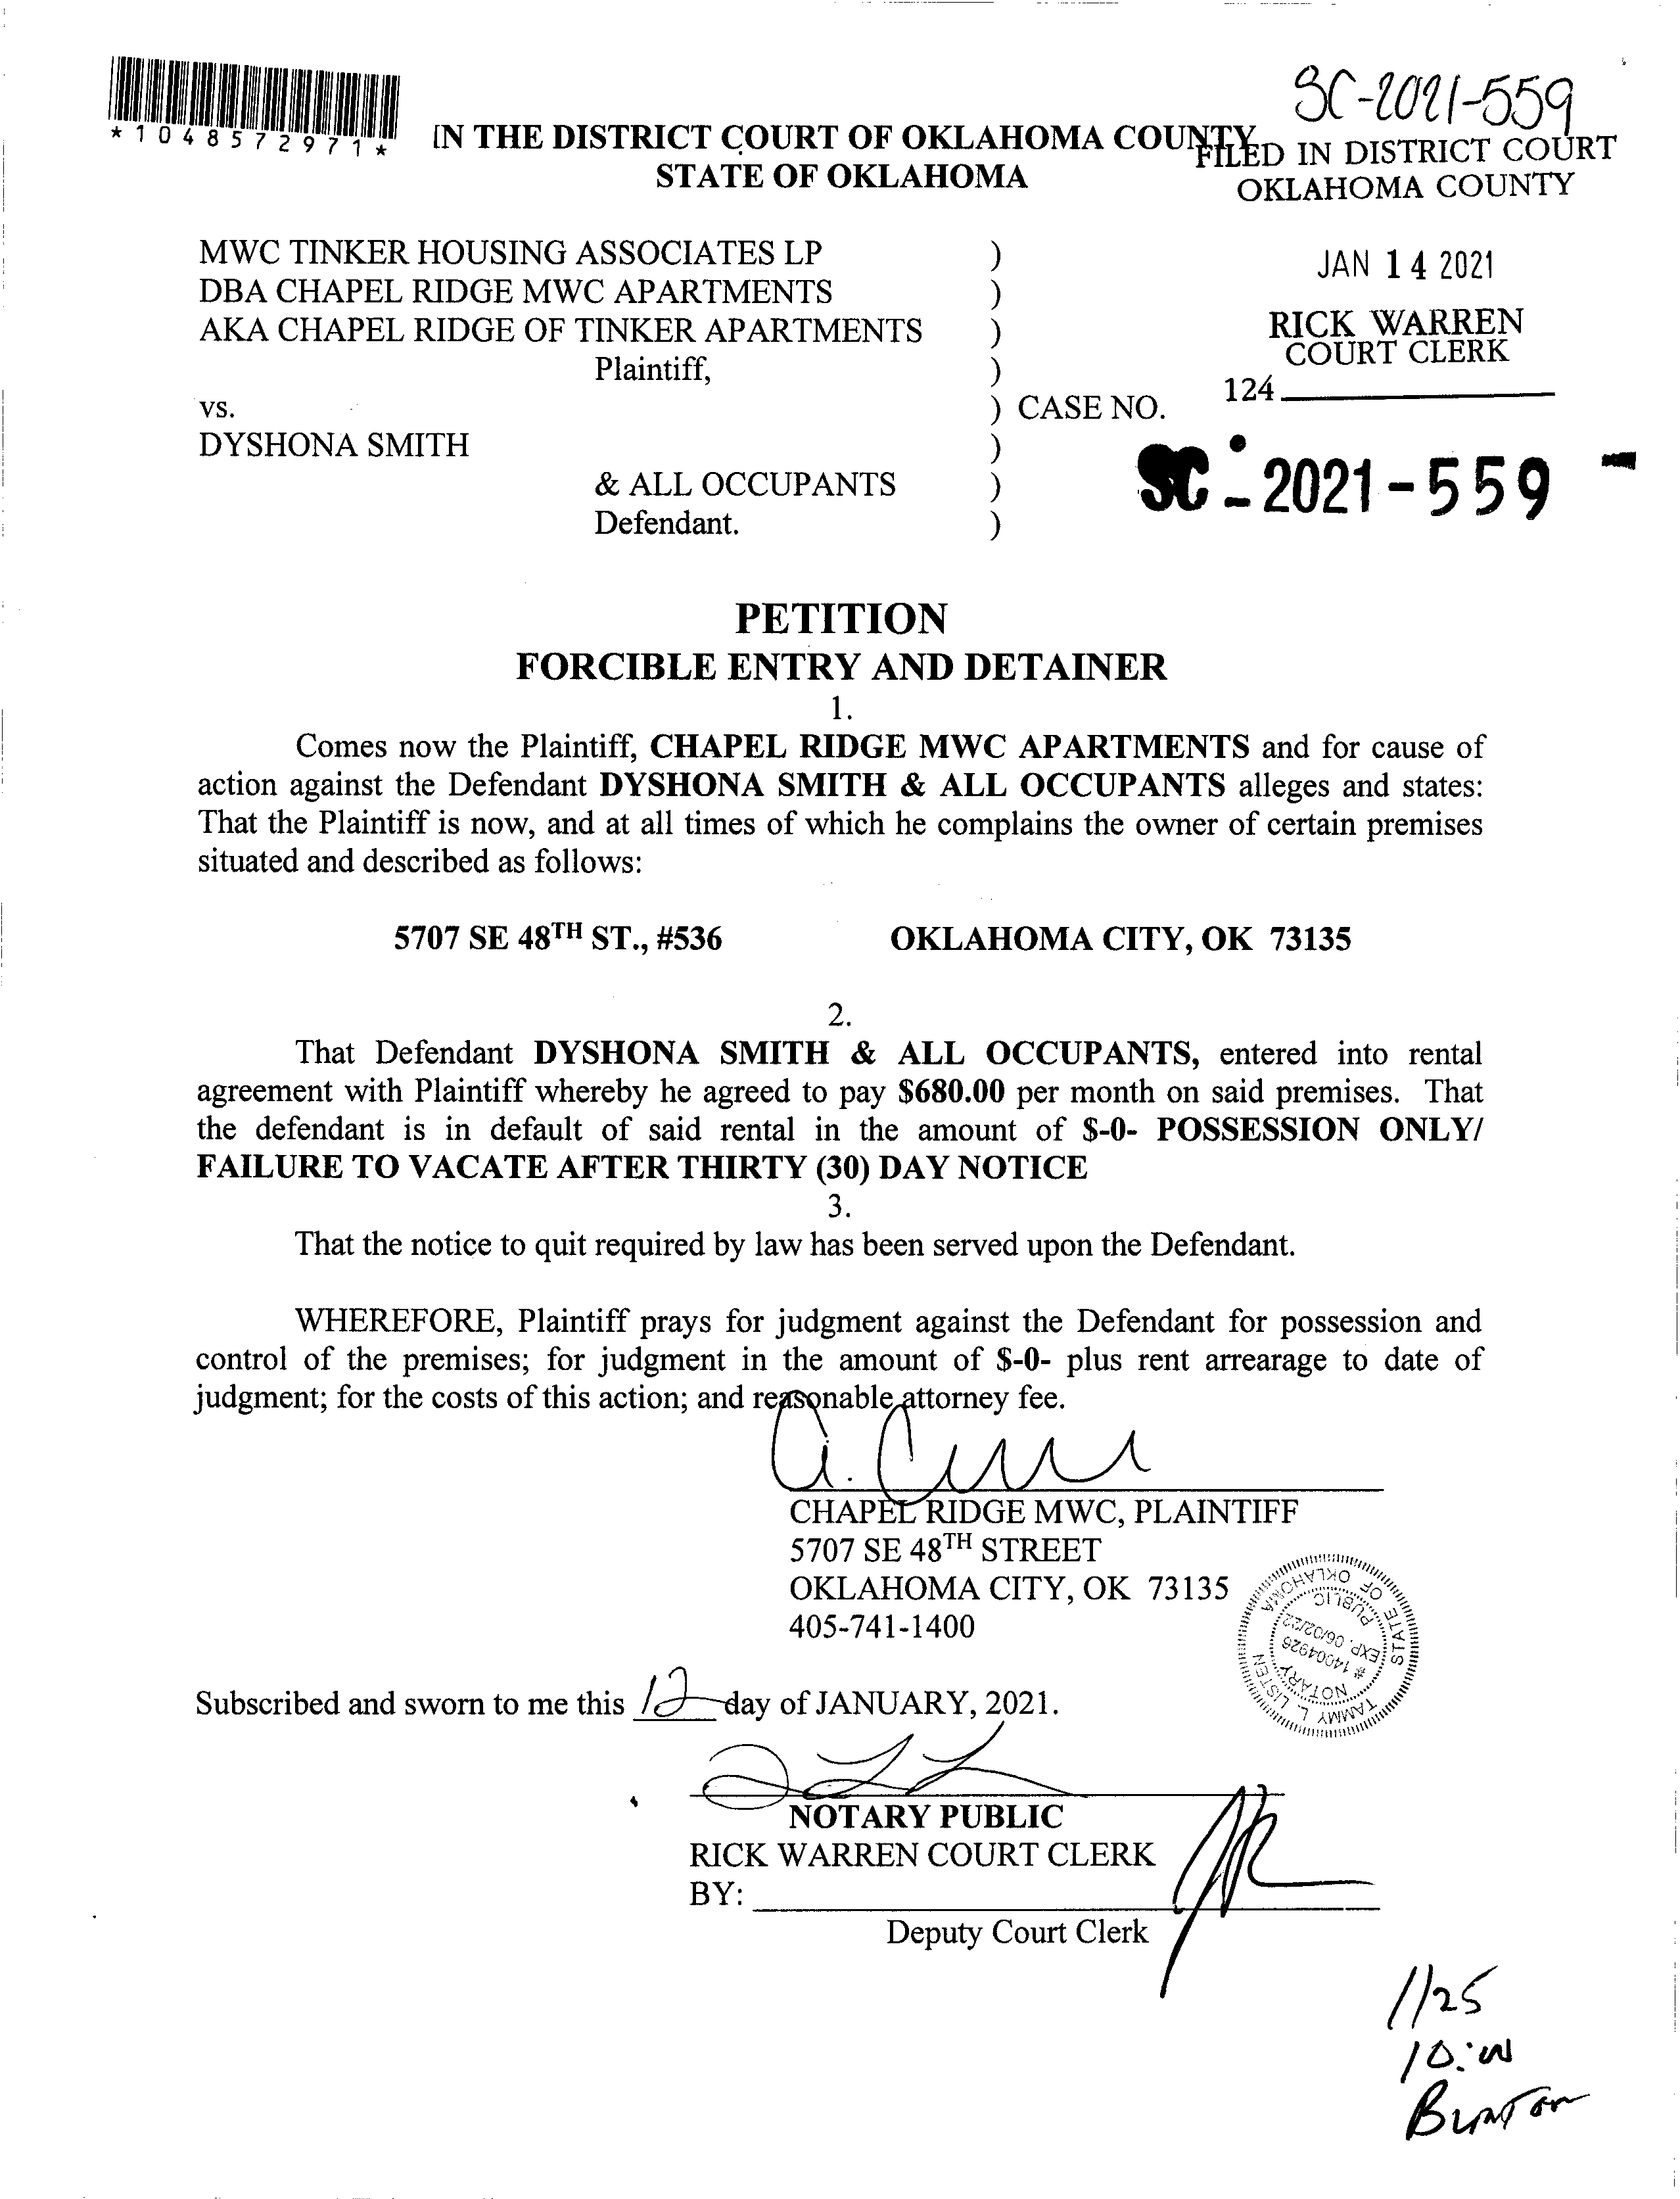 SC-2021-559
*1048572971*
IN THE DISTRICT COURT OF OKLAHOMA COUNTY
STATE OF OKLAHOMA
FILED IN DISTRICT COURT
OKLAHOMA COUNTY
JAN 14 2021
RICK WARREN
COURT CLERK
124
MWC TINKER HOUSING ASSOCIATES LP )
DBA CHAPEL RIDGE MWC APARTMENTS )
AKA CHAPEL RIDGE OF TINKER APARTMENTS )
Plaintiff, )
vs. ) CASE NO.
DYSHONA SMITH )
& ALL OCCUPANTS )
Defendant. )
SC - 2021 - 559 -
PETITION
FORCIBLE ENTRY AND DETAINER
1.
Comes now the Plaintiff, CHAPEL RIDGE MWC APARTMENTS and for cause of
action against the Defendant DYSHONA SMITH & ALL OCCUPANTS alleges and states:
That the Plaintiff is now, and at all times of which he complains the owner of certain premises
situated and described as follows:
5707 SE 48TH ST., #536 OKLAHOMA CITY, OK 73135
2.
That Defendant DYSHONA SMITH & ALL OCCUPANTS, entered into rental
agreement with Plaintiff whereby he agreed to pay $680.00 per month on said premises. That
the defendant is in default of said rental in the amount of $-0- POSSESSION ONLY/
FAILURE TO VACATE AFTER THIRTY (30) DAY NOTICE
3.
That the notice to quit required by law has been served upon the Defendant.
WHEREFORE, Plaintiff prays for judgment against the Defendant for possession and
control of the premises; for judgment in the amount of $-0- plus rent arrearage to date of
judgment; for the costs of this action; and reasonable attorney fee.
CHAPEL RIDGE MWC, PLAINTIFF
5707 SE 48TH STREET
OKLAHOMA CITY, OK 73135
405-741-1400
TAMMY L. LISTEN
STATE OF OKLAHOMA
NOTARY PUBLIC
# 14004926
EXP. 06/02/22
Subscribed and sworn to me this 12 day of JANUARY, 2021.
NOTARY PUBLIC
RICK WARREN COURT CLERK
BY:
Deputy Court Clerk
1/25
10:00
Burton